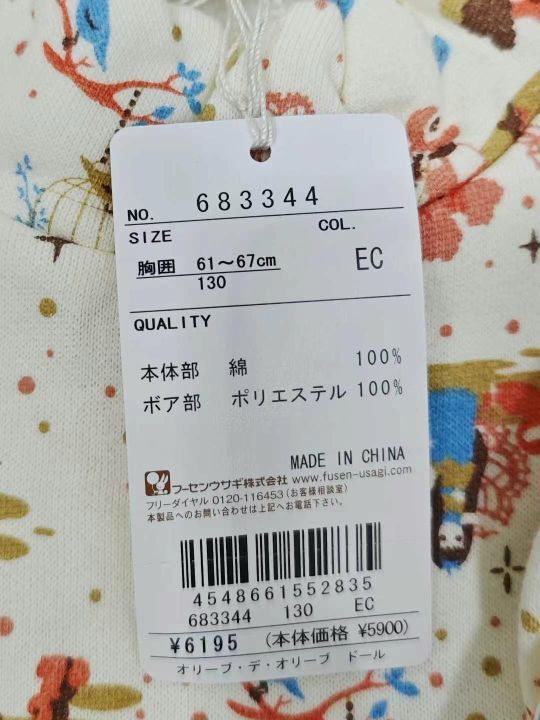 NO. 683344
SIZE COL.
胸囲 61～67cm EC
130
QUALITY
本体部 綿 100%
ボア部 ポリエステル 100%
MADE IN CHINA
フーセンウサギ株式会社 www.fusen-usagi.com
フリーダイヤル 0120-116453(お客様相談室)
本製品へのお問い合わせは上記へお電話下さい。
4548661552835
683344 130 EC
¥6195 (本体価格 ¥5900)
オリーブ・デ・オリーブ ドール